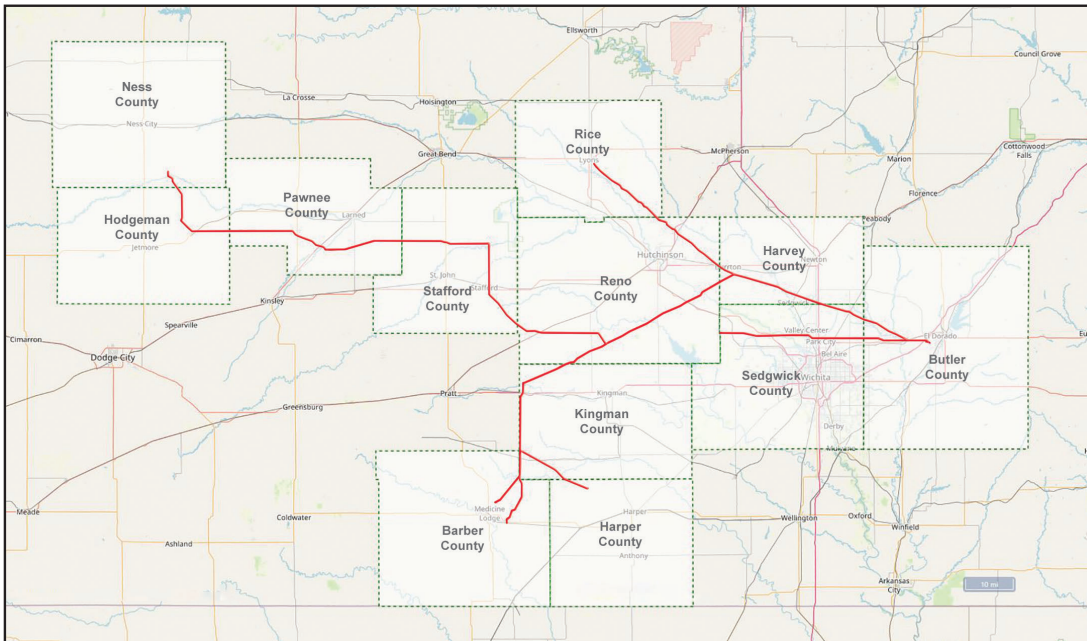 Ellsworth
Council Grove
Ness
County
La Crosse
Hoisington
Ness City
Rice
County
Lyons
Great Bend
McPherson
Marion
Cottonwood
Falls
Pawnee
County
Larned
Florence
Hodgeman
County
Jetmore
Peabody
Harvey
County
Newton
Hutchinson
Burrton
St. John
Stafford
Stafford
County
Reno
County
Kinsley
Sedgwick
Spearville
Valley Center
Park City
El Dorado
Cimarron
Dodge City
Bel Aire
Butler
County
Sedgwick
County
Wichita
Pratt
Kingman
Greensburg
Kingman
County
Derby
Mulvane
Meade
Coldwater
Medicine
Lodge
Harper
Wellington
Oxford
Winfield
Barber
County
Harper
County
Ashland
Anthony
Arkansas
City
10 mi